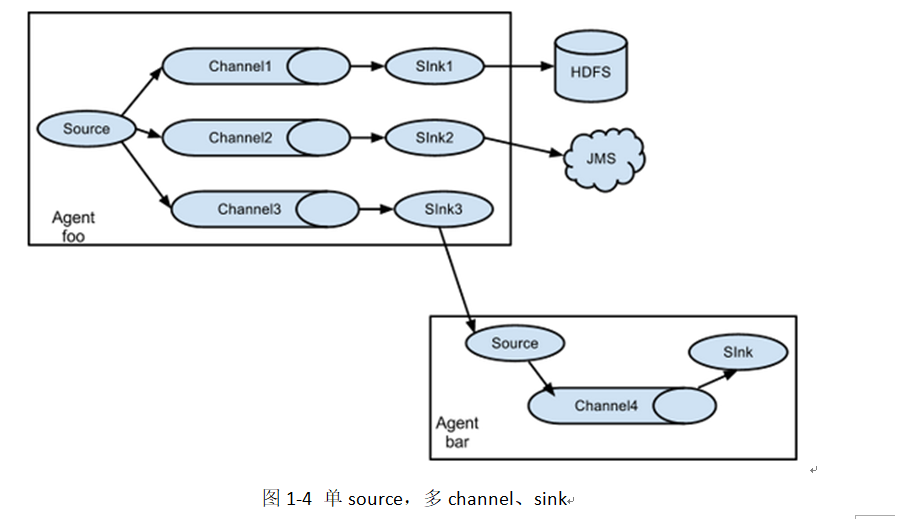 Channel1
SInk1
HDFS
Source
Channel2
SInk2
JMS
Channel3
SInk3
Agent
foo
Source
SInk
Channel4
Agent
bar
图 1-4 单 source，多 channel、sink